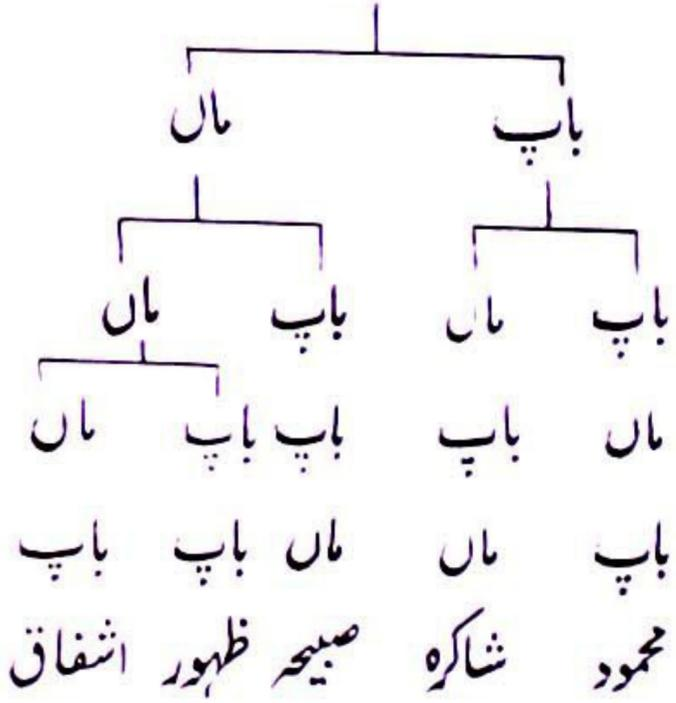 باپ ماں
باپ ماں باپ ماں
ماں باپ باپ باپ ماں
باپ ماں ماں باپ باپ
محمود شاکرہ صبیحہ ظہور اشفاق